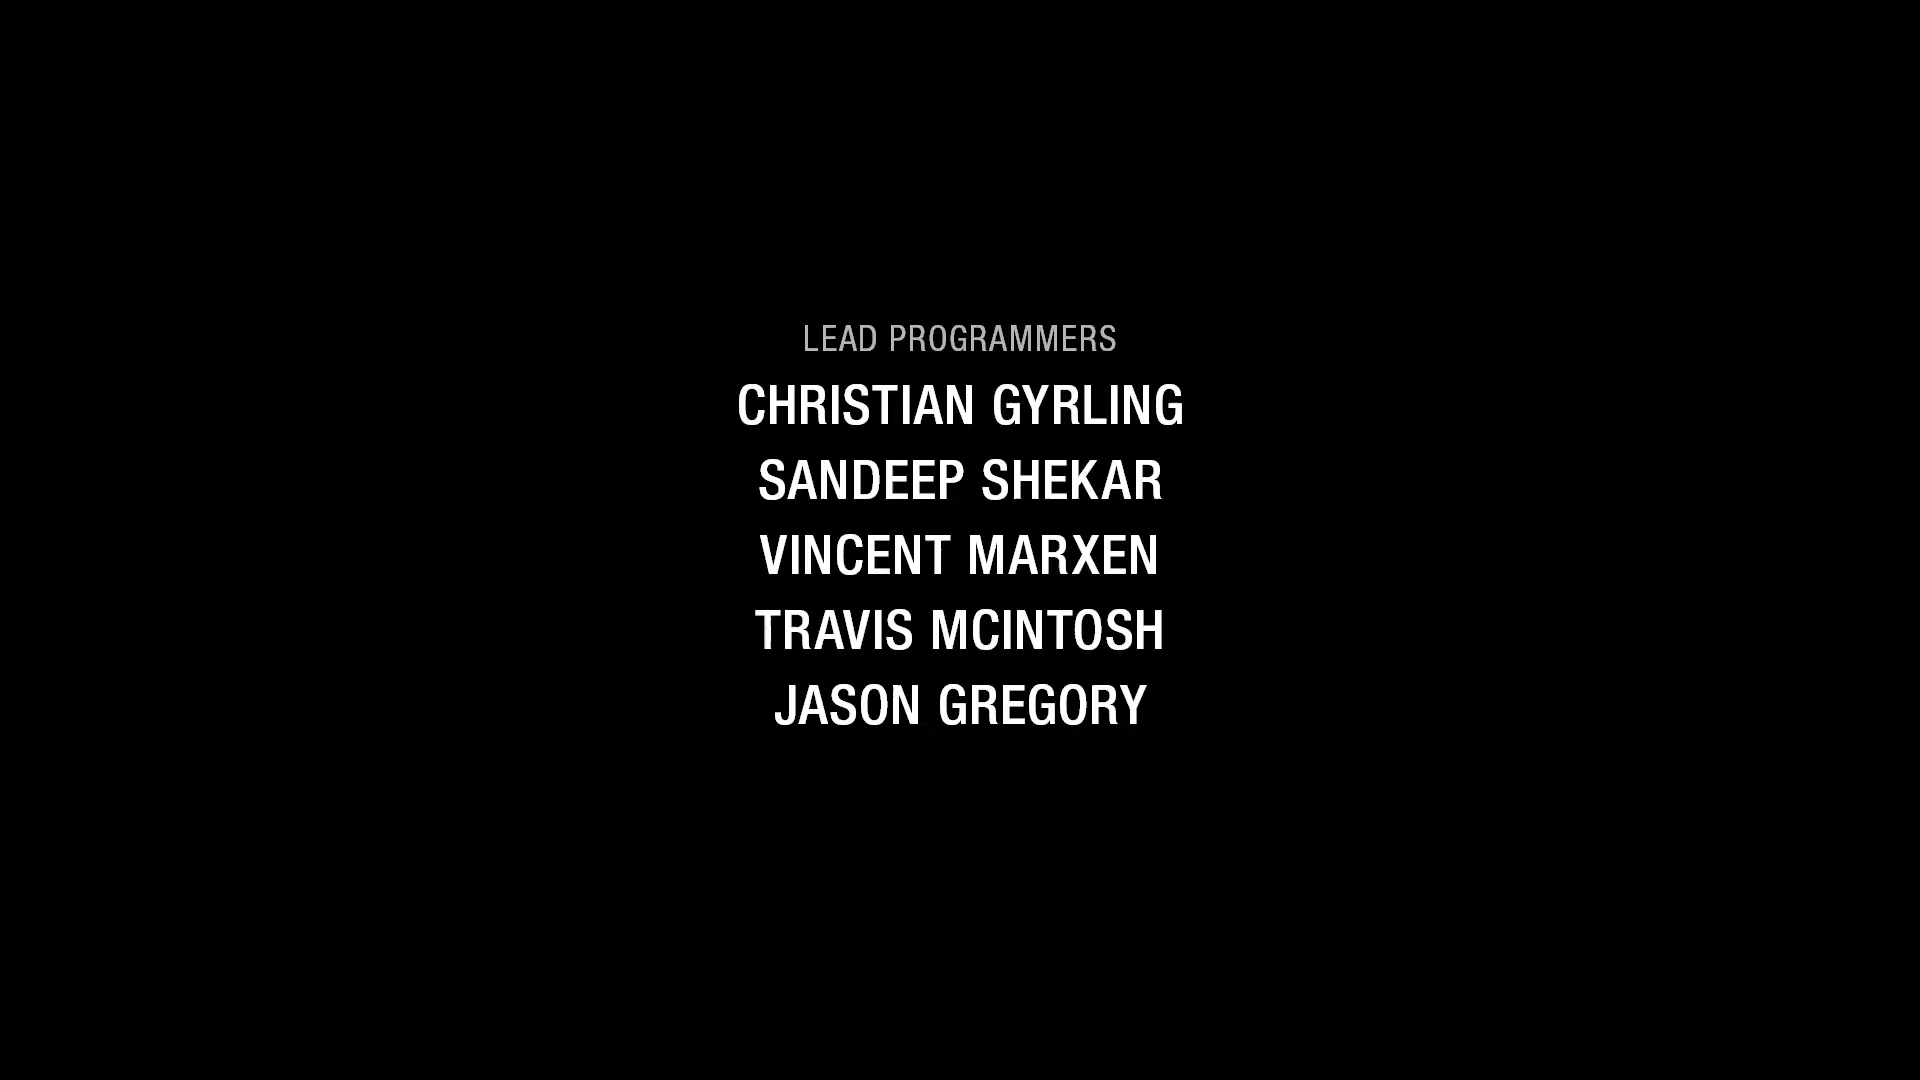 LEAD PROGRAMMERS
CHRISTIAN GYRLING
SANDEEP SHEKAR
VINCENT MARXEN
TRAVIS MCINTOSH
JASON GREGORY